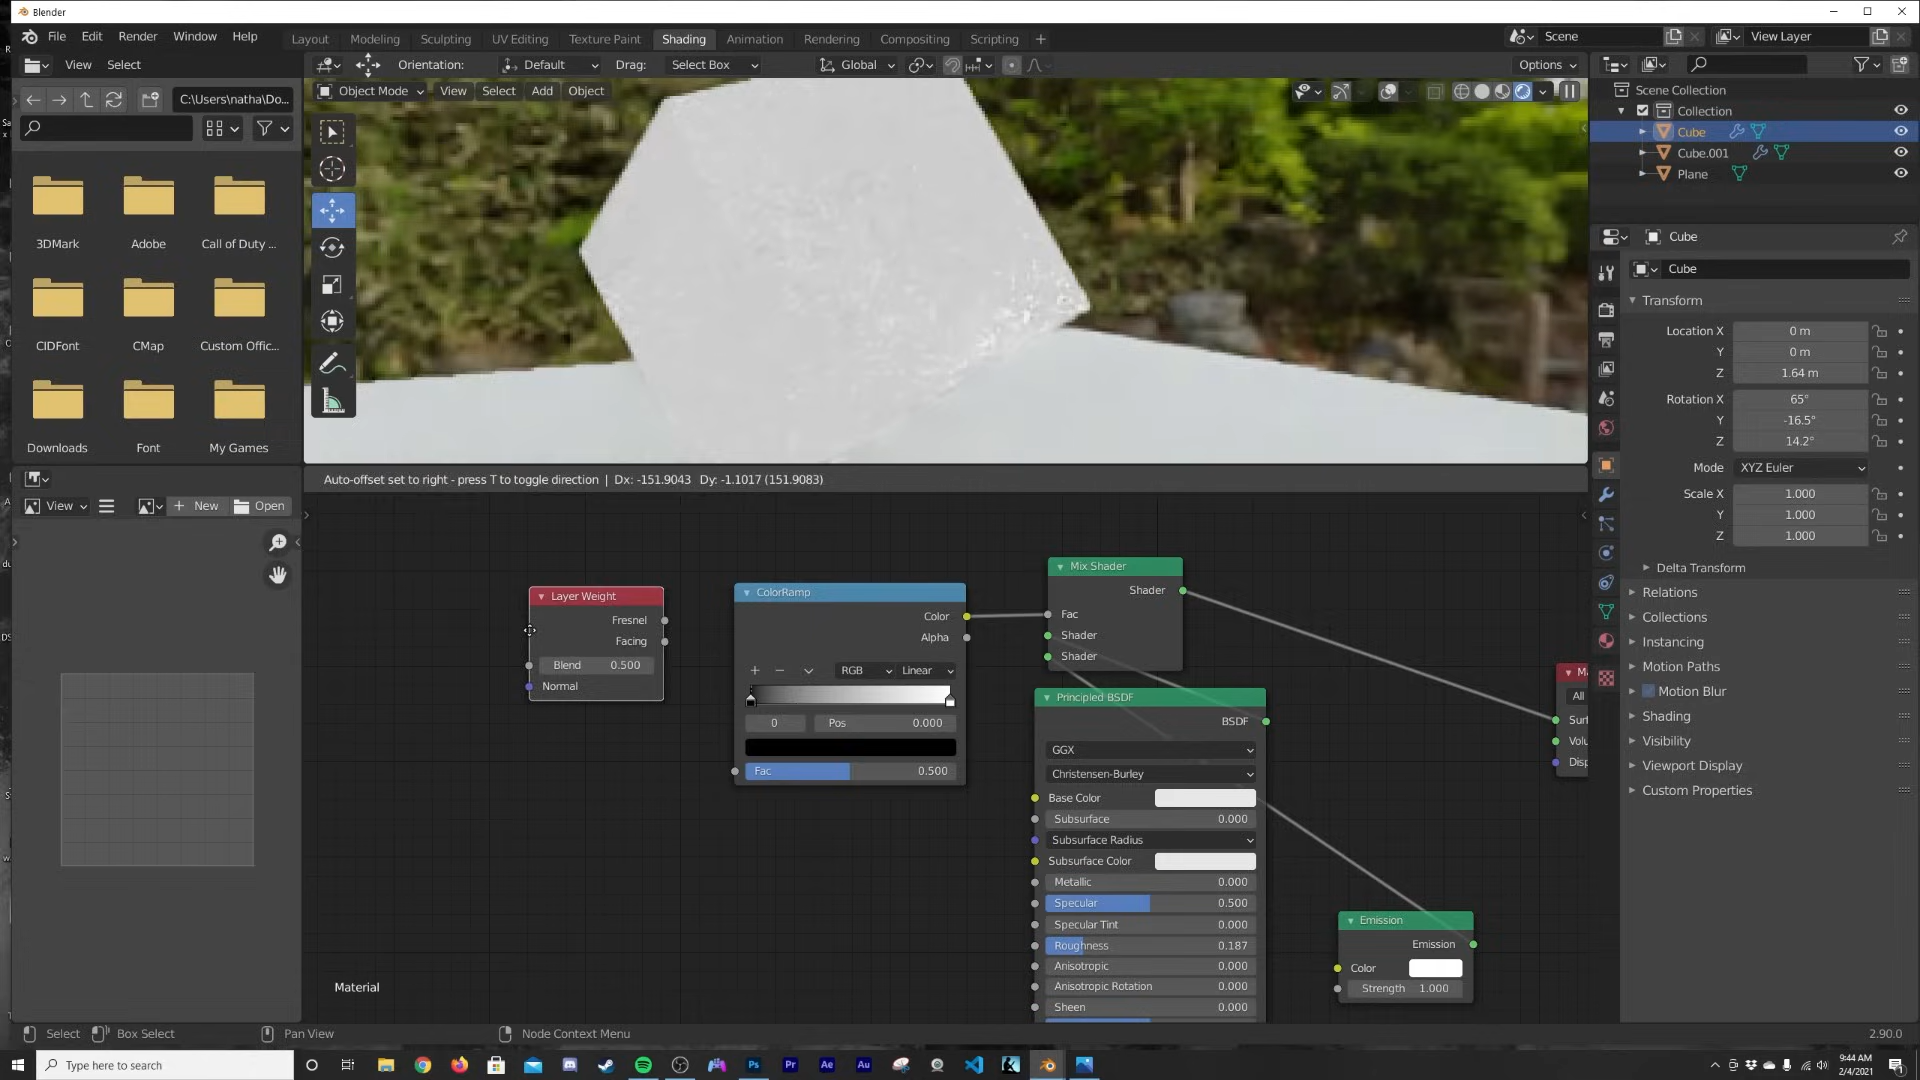 Blender
File Edit Render Window Help
Layout Modeling Sculpting UV Editing Texture Paint Shading Animation Rendering Compositing Scripting
Scene
View Layer
View Select
Orientation: Default Drag: Select Box
Global
Options
C:\Users\natha\Do...
Object Mode View Select Add Object
Scene Collection
Collection
Cube
Cube.001
Plane
3DMark Adobe Call of Duty ...
CIDFont CMap Custom Offic...
Downloads Font My Games
Cube
Cube
Transform
Location X 0 m
Y 0 m
Z 1.64 m
Rotation X 65°
Y -16.5°
Z 14.2°
Mode XYZ Euler
Scale X 1.000
Y 1.000
Z 1.000
Delta Transform
Relations
Collections
Instancing
Motion Paths
Motion Blur
Shading
Visibility
Viewport Display
Custom Properties
Auto-offset set to right - press T to toggle direction | Dx: -151.9043 Dy: -1.1017 (151.9083)
View New Open
Layer Weight
Fresnel
Facing
Blend 0.500
Normal
ColorRamp
Color
Alpha
RGB Linear
0 Pos 0.000
Fac 0.500
Mix Shader
Shader
Fac
Shader
Shader
Principled BSDF
BSDF
GGX
Christensen-Burley
Base Color
Subsurface 0.000
Subsurface Radius
Subsurface Color
Metallic 0.000
Specular 0.500
Specular Tint 0.000
Roughness 0.187
Anisotropic 0.000
Anisotropic Rotation 0.000
Sheen 0.000
Emission
Emission
Color
Strength 1.000
All
Material
Select Box Select Pan View Node Context Menu
2.90.0
Type here to search
Ps Pr Ae Au
9:44 AM
2/4/2021